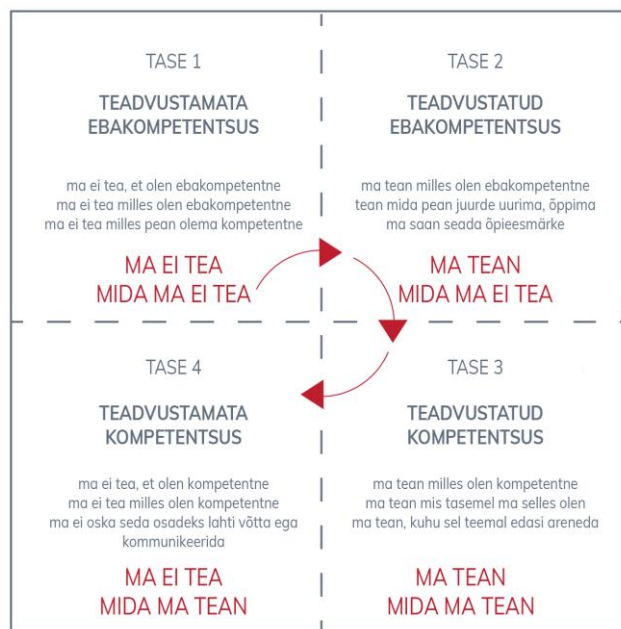 TASE 1
TEADVUSTAMATA
EBAKOMPETENTSUS
ma ei tea, et olen ebakompetentne
ma ei tea milles olen ebakompetentne
ma ei tea milles pean olema kompetentne
MA EI TEA
MIDA MA EI TEA
TASE 2
TEADVUSTATUD
EBAKOMPETENTSUS
ma tean milles olen ebakompetentne
tean mida pean juurde uurima, õppima
ma saan seada õpieesmärke
MA TEAN
MIDA MA EI TEA
TASE 4
TEADVUSTAMATA
KOMPETENTSUS
ma ei tea, et olen kompetentne
ma ei tea milles olen kompetentne
ma ei oska seda osadeks lahti võtta ega
kommunikeerida
MA EI TEA
MIDA MA TEAN
TASE 3
TEADVUSTATUD
KOMPETENTSUS
ma tean milles olen kompetentne
ma tean mis tasemel ma selles olen
ma tean, kuhu sel teemal edasi areneda
MA TEAN
MIDA MA TEAN